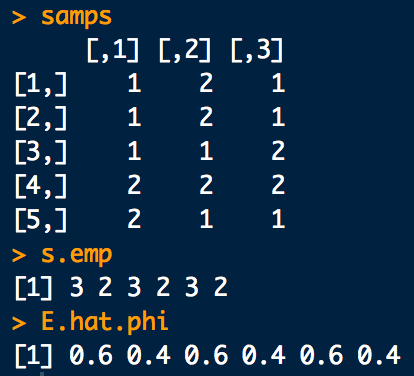 > samps
     [,1] [,2] [,3]
[1,]    1    2    1
[2,]    1    2    1
[3,]    1    1    2
[4,]    2    2    2
[5,]    2    1    1
> s.emp
[1] 3 2 3 2 3 2
> E.hat.phi
[1] 0.6 0.4 0.6 0.4 0.6 0.4